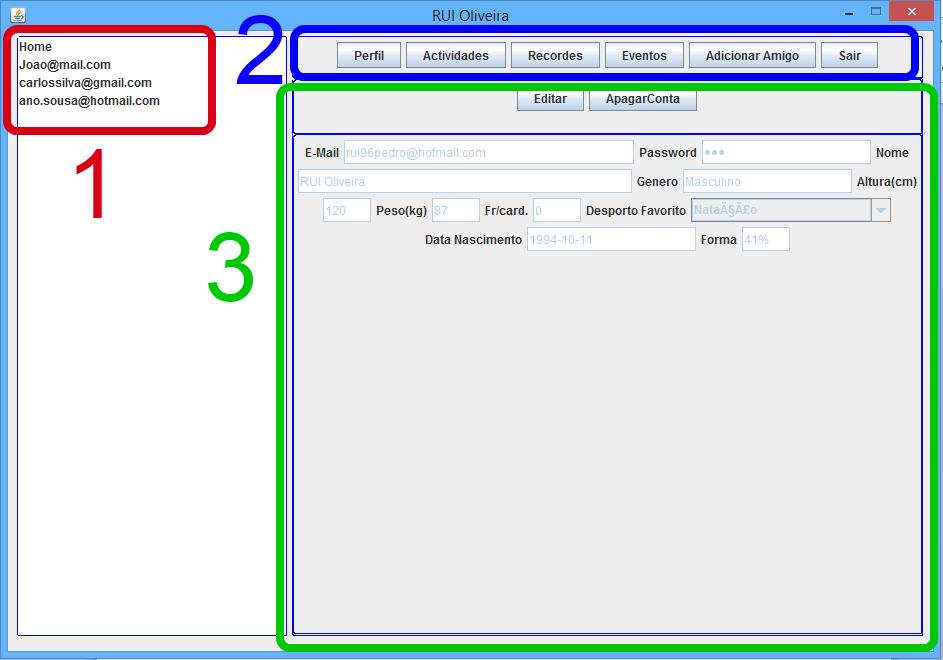 RUI Oliveira
Home
Joao@mail.com
carlossilva@gmail.com
ano.sousa@hotmail.com
1
2
Perfil Actividades Recordes Eventos Adicionar Amigo Sair
3
Editar ApagarConta
E-Mail rui96pedro@hotmail.com Password ●●● Nome
RUI Oliveira Genero Masculino Altura(cm)
120 Peso(kg) 87 Fr/card. 0 Desporto Favorito NataÃ§Ã£o
Data Nascimento 1994-10-11 Forma 41%